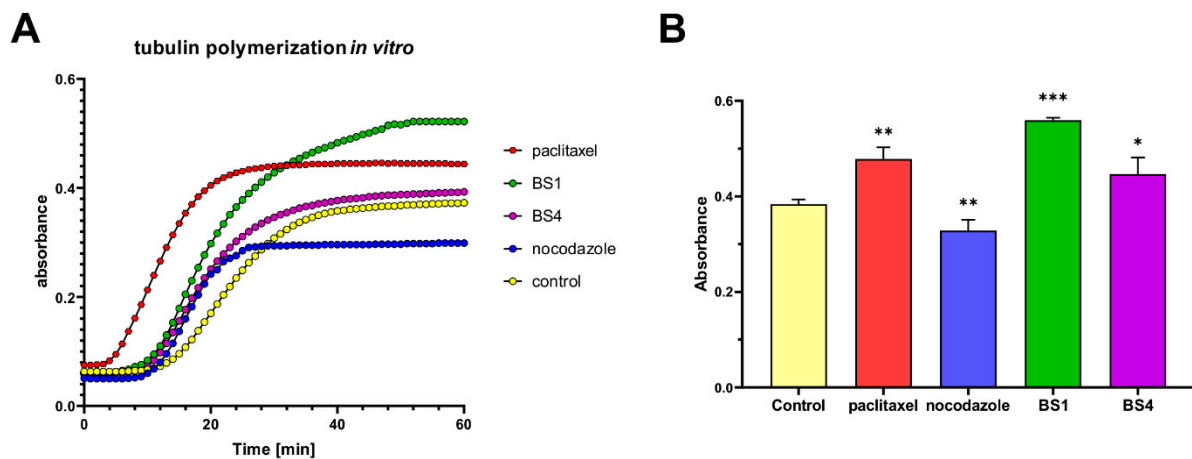 A
tubulin polymerization in vitro
absorbance
0.6
0.4
0.2
0.0
0
20
40
60
Time [min]
paclitaxel
BS1
BS4
nocodazole
control
B
Absorbance
0.6
0.4
0.2
0.0
**
**
***
*
Control
paclitaxel
nocodazole
BS1
BS4